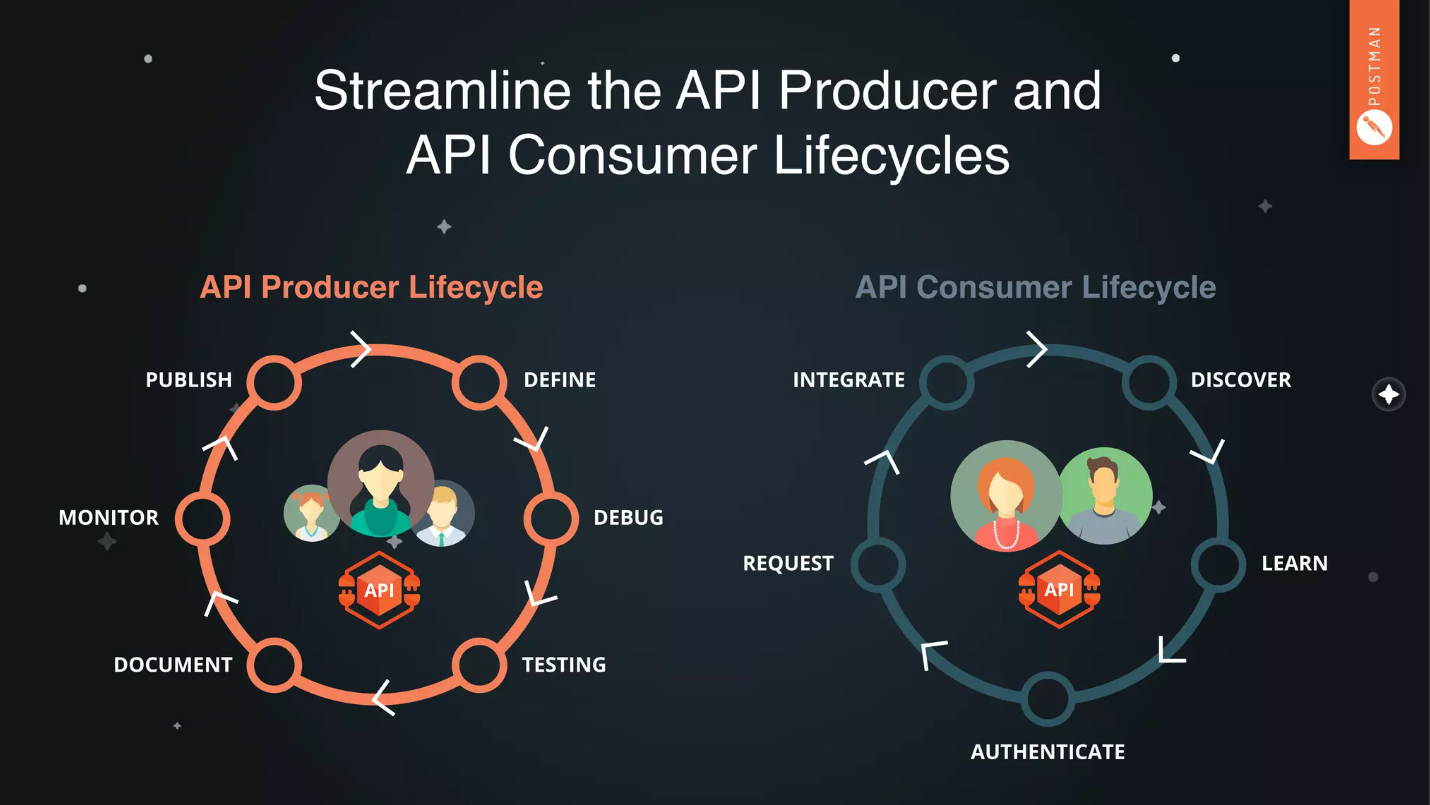 POSTMAN
Streamline the API Producer and
API Consumer Lifecycles
API Producer Lifecycle
PUBLISH
DEFINE
MONITOR
DEBUG
API
DOCUMENT
TESTING
API Consumer Lifecycle
INTEGRATE
DISCOVER
REQUEST
LEARN
API
AUTHENTICATE